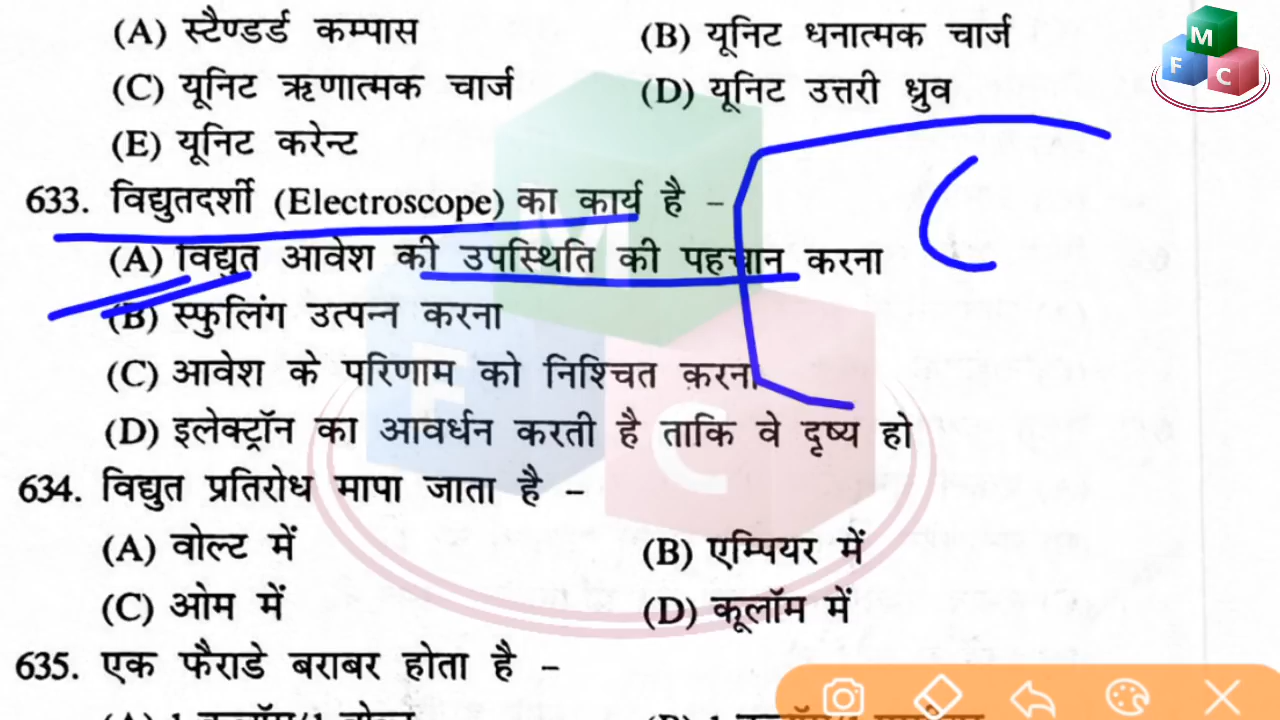 (A) स्टैण्डर्ड कम्पास (B) यूनिट धनात्मक चार्ज
(C) यूनिट ऋणात्मक चार्ज (D) यूनिट उत्तरी ध्रुव
(E) यूनिट करेन्ट
633. विद्युतदर्शी (Electroscope) का कार्य है –
(A) विद्युत आवेश की उपस्थिति की पहचान करना
(B) स्फुलिंग उत्पन्न करना
(C) आवेश के परिणाम को निश्चित करना
(D) इलेक्ट्रॉन का आवर्धन करती है ताकि वे दृष्य हो
634. विद्युत प्रतिरोध मापा जाता है –
(A) वोल्ट में (B) एम्पियर में
(C) ओम में (D) कूलॉम में
635. एक फैराडे बराबर होता है –
M
F C
M
F C